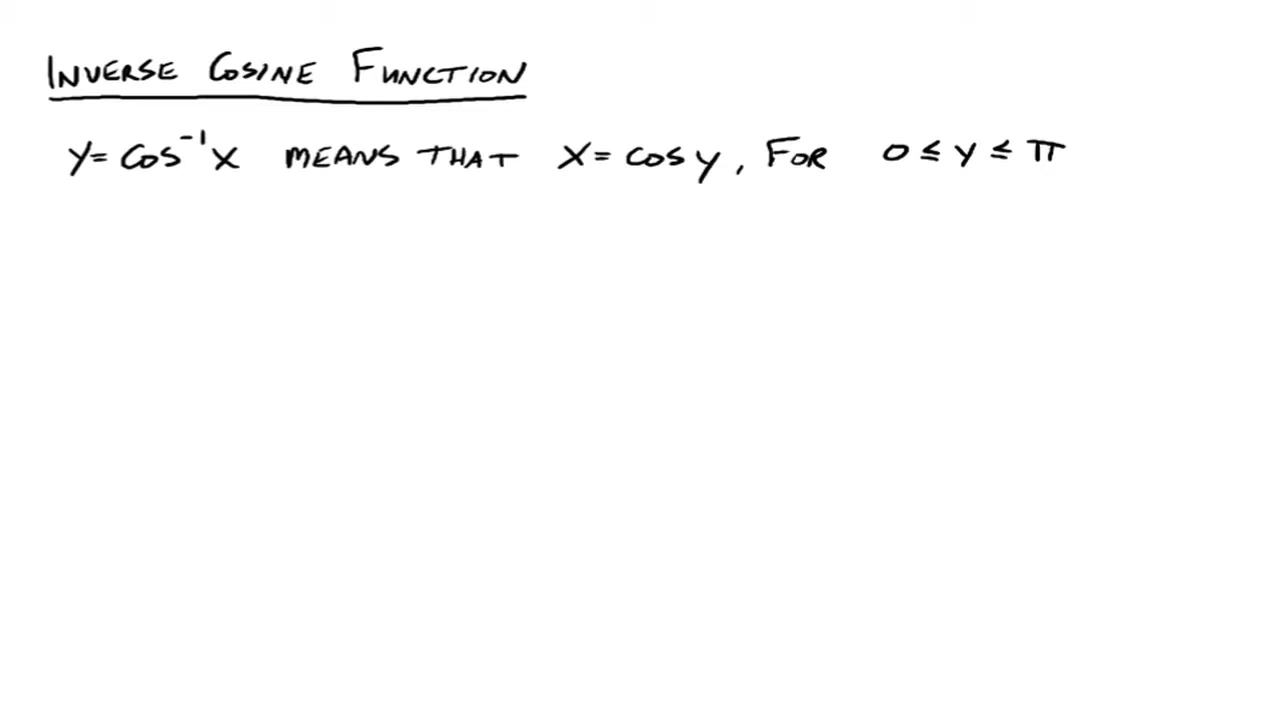 INVERSE COSINE FUNCTION
y = cos⁻¹x MEANS THAT x = cos y, FOR 0 ≤ y ≤ π